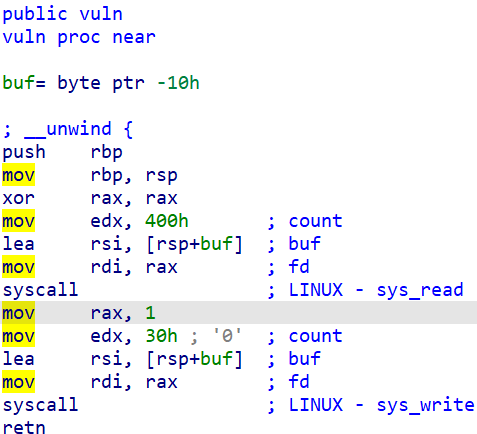 public vuln
vuln proc near
buf= byte ptr -10h
; __unwind {
push    rbp
mov     rbp, rsp
xor     rax, rax
mov     edx, 400h       ; count
lea     rsi, [rsp+buf]  ; buf
mov     rdi, rax        ; fd
syscall                 ; LINUX - sys_read
mov     rax, 1
mov     edx, 30h ; '0'  ; count
lea     rsi, [rsp+buf]  ; buf
mov     rdi, rax        ; fd
syscall                 ; LINUX - sys_write
retn